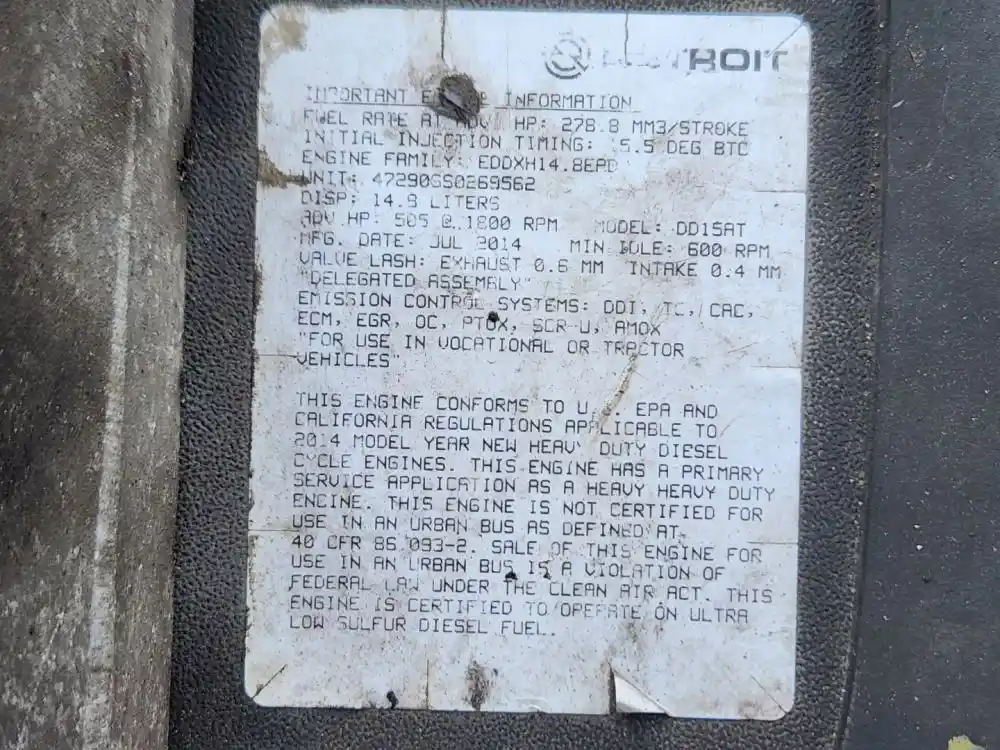 DETROIT
IMPORTANT ENGINE INFORMATION
FUEL RATE AT ADV. HP: 278.8 MM3/STROKE
INITIAL INJECTION TIMING: 5.5 DEG BTC
ENGINE FAMILY: EDDXH14.8EPD
UNIT:
DISP: 14.8 LITERS
ADV.HP: 505 @ 1800 RPM MODEL: DD15AT
MFG. DATE: JUL 2014 MIN IDLE: 600 RPM
VALVE LASH: EXHAUST 0.6 MM INTAKE 0.4 MM
"DELEGATED ASSEMBLY"
EMISSION CONTROL SYSTEMS: DDI, TC, CAC,
ECM, EGR, OC, PTOX, SCR-U, AMOX
"FOR USE IN VOCATIONAL OR TRACTOR
VEHICLES"
THIS ENGINE CONFORMS TO U.S. EPA AND
CALIFORNIA REGULATIONS APPLICABLE TO
2014 MODEL YEAR NEW HEAVY DUTY DIESEL
CYCLE ENGINES. THIS ENGINE HAS A PRIMARY
SERVICE APPLICATION AS A HEAVY HEAVY DUTY
ENGINE. THIS ENGINE IS NOT CERTIFIED FOR
USE IN AN URBAN BUS AS DEFINED AT
40 CFR 86.093-2. SALE OF THIS ENGINE FOR
USE IN AN URBAN BUS IS A VIOLATION OF
FEDERAL LAW UNDER THE CLEAN AIR ACT. THIS
ENGINE IS CERTIFIED TO OPERATE ON ULTRA
LOW SULFUR DIESEL FUEL.